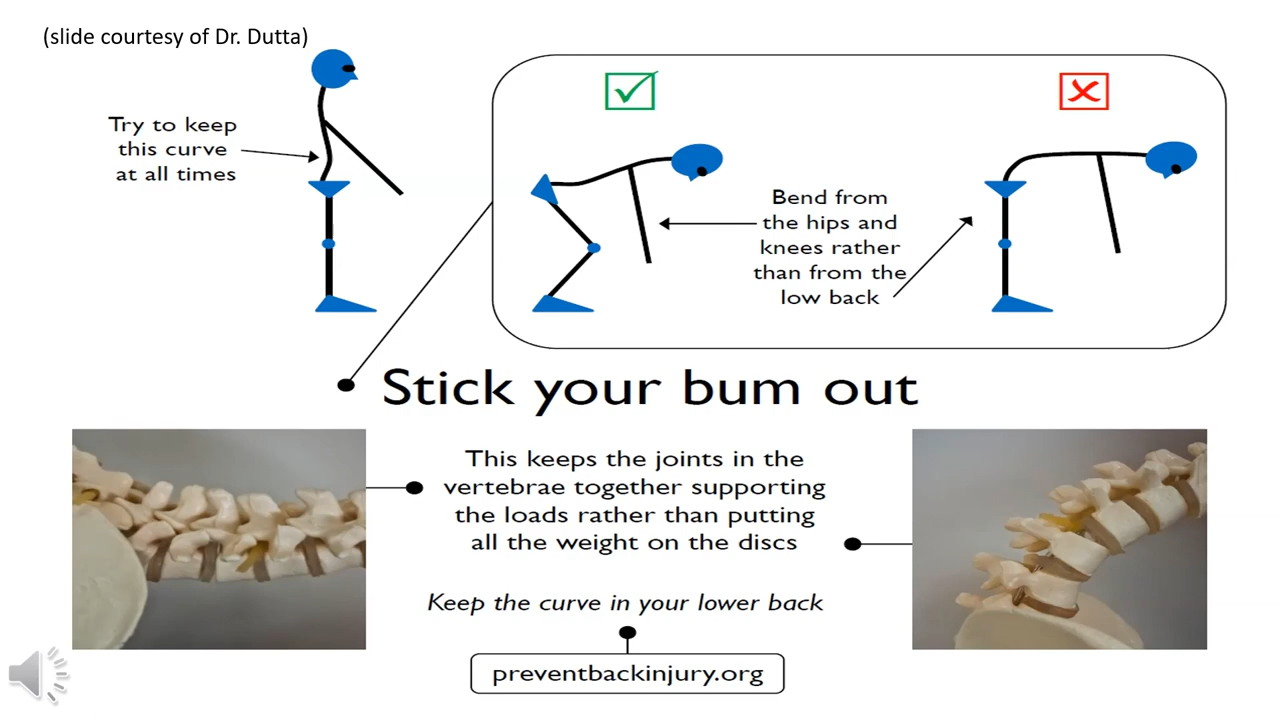 (slide courtesy of Dr. Dutta)
Try to keep
this curve
at all times
Bend from
the hips and
knees rather
than from the
low back
Stick your bum out
This keeps the joints in the
vertebrae together supporting
the loads rather than putting
all the weight on the discs
Keep the curve in your lower back
preventbackinjury.org